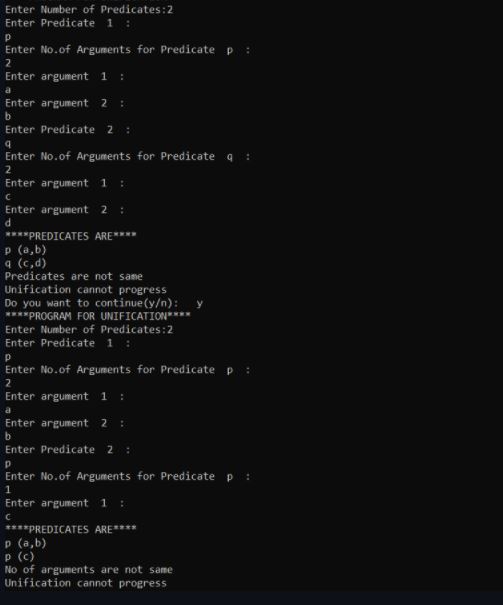 Enter Number of Predicates:2
Enter Predicate  1  :
p
Enter No.of Arguments for Predicate  p  :
2
Enter argument  1  :
a
Enter argument  2  :
b
Enter Predicate  2  :
q
Enter No.of Arguments for Predicate  q  :
2
Enter argument  1  :
c
Enter argument  2  :
d
****PREDICATES ARE****
p (a,b)
q (c,d)
Predicates are not same
Unification cannot progress
Do you want to continue(y/n):   y
****PROGRAM FOR UNIFICATION****
Enter Number of Predicates:2
Enter Predicate  1  :
p
Enter No.of Arguments for Predicate  p  :
2
Enter argument  1  :
a
Enter argument  2  :
b
Enter Predicate  2  :
p
Enter No.of Arguments for Predicate  p  :
1
Enter argument  1  :
c
****PREDICATES ARE****
p (a,b)
p (c)
No of arguments are not same
Unification cannot progress